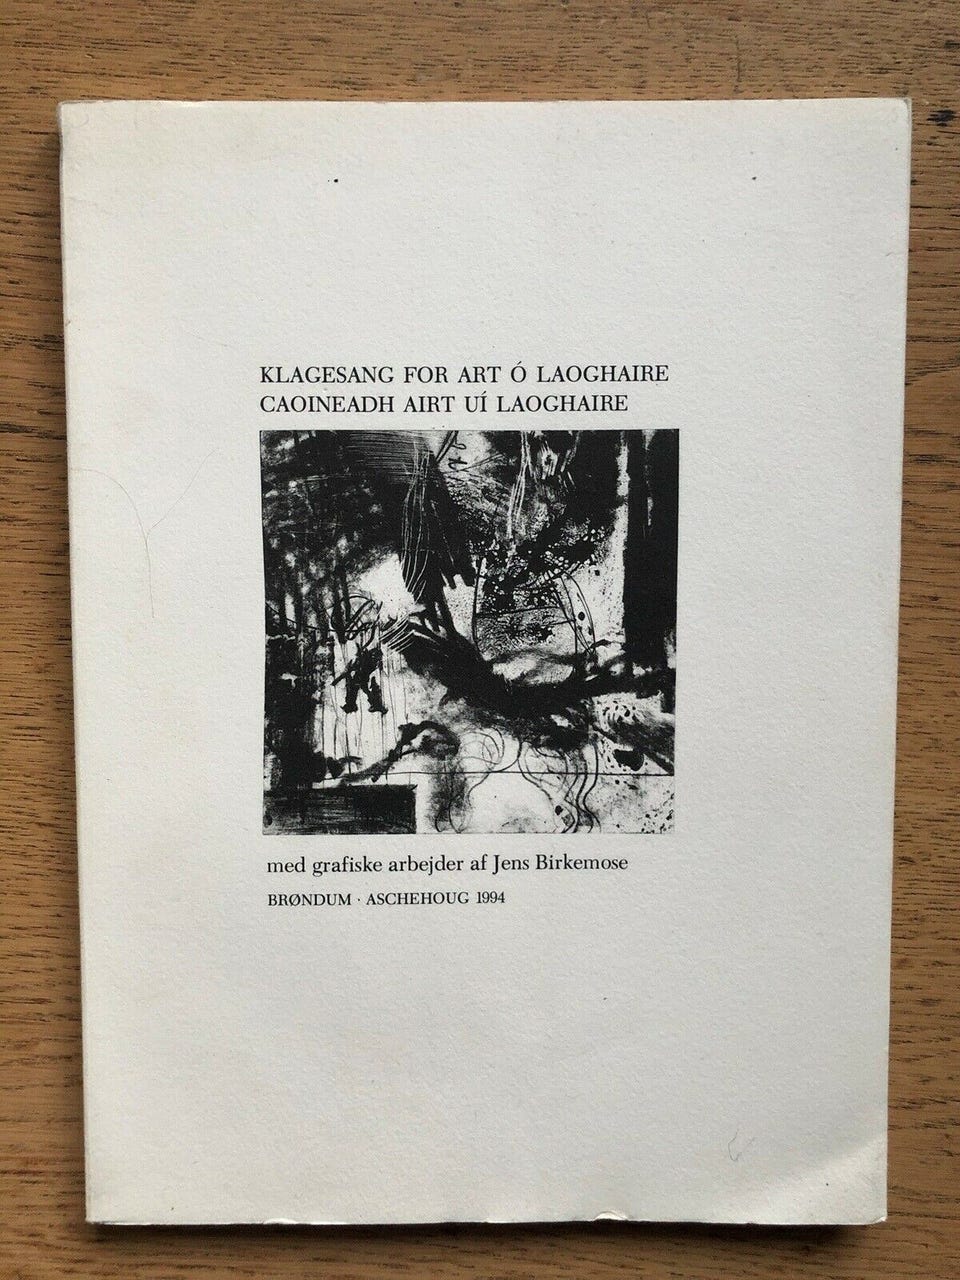 KLAGESANG FOR ART Ó LAOGHAIRE
CAOINEADH AIRT UÍ LAOGHAIRE
med grafiske arbejder af Jens Birkemose
BRØNDUM · ASCHEHOUG 1994